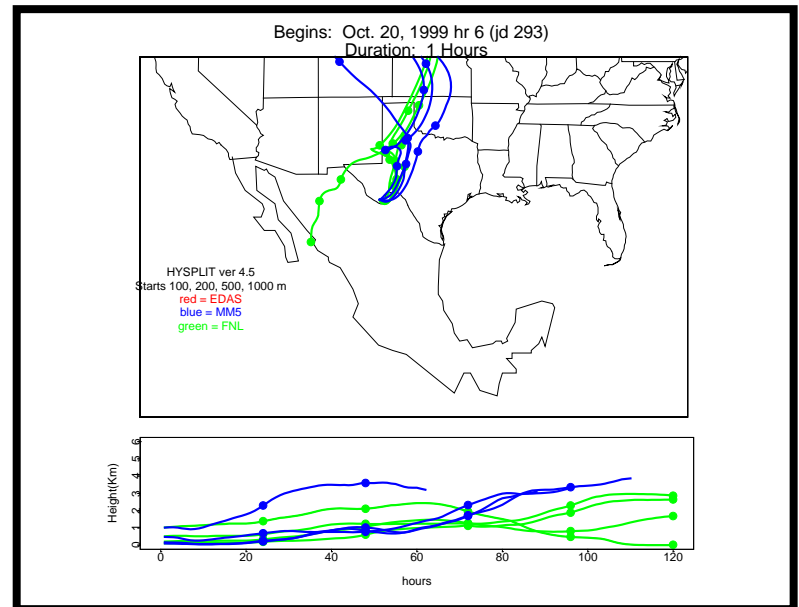 Begins: Oct. 20, 1999 hr 6 (jd 293)
Duration: 1 Hours
HYSPLIT ver 4.5
Starts 100, 200, 500, 1000 m
red = EDAS
blue = MM5
green = FNL
Height(Km)
6
5
4
3
2
1
0
0 20 40 60 80 100 120
hours